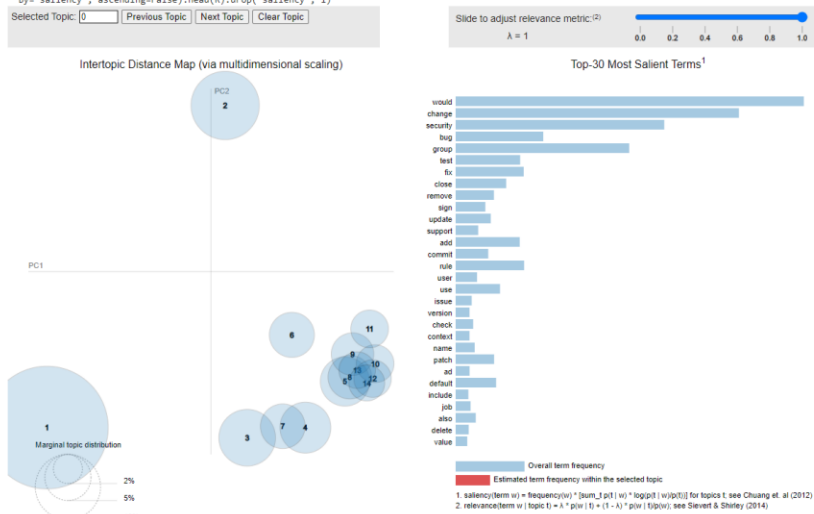 by='saliency', ascending=False).head(R).drop('saliency', 1)
Selected Topic: 0 Previous Topic Next Topic Clear Topic
Slide to adjust relevance metric:(2)
λ = 1
0.0 0.2 0.4 0.6 0.8 1.0
Intertopic Distance Map (via multidimensional scaling)
PC2
PC1
2
6
11
9
10
13
5
8
12
14
1
3
7
4
Marginal topic distribution
2%
5%
Top-30 Most Salient Terms1
would
change
security
bug
group
test
fix
close
remove
sign
update
support
add
commit
rule
user
use
issue
version
check
context
name
patch
ad
default
include
job
also
delete
value
Overall term frequency
Estimated term frequency within the selected topic
1. saliency(term w) = frequency(w) * [sum_t p(t | w) * log(p(t | w)/p(t))] for topics t; see Chuang et. al (2012)
2. relevance(term w | topic t) = λ * p(w | t) + (1 - λ) * p(w | t)/p(w); see Sievert & Shirley (2014)